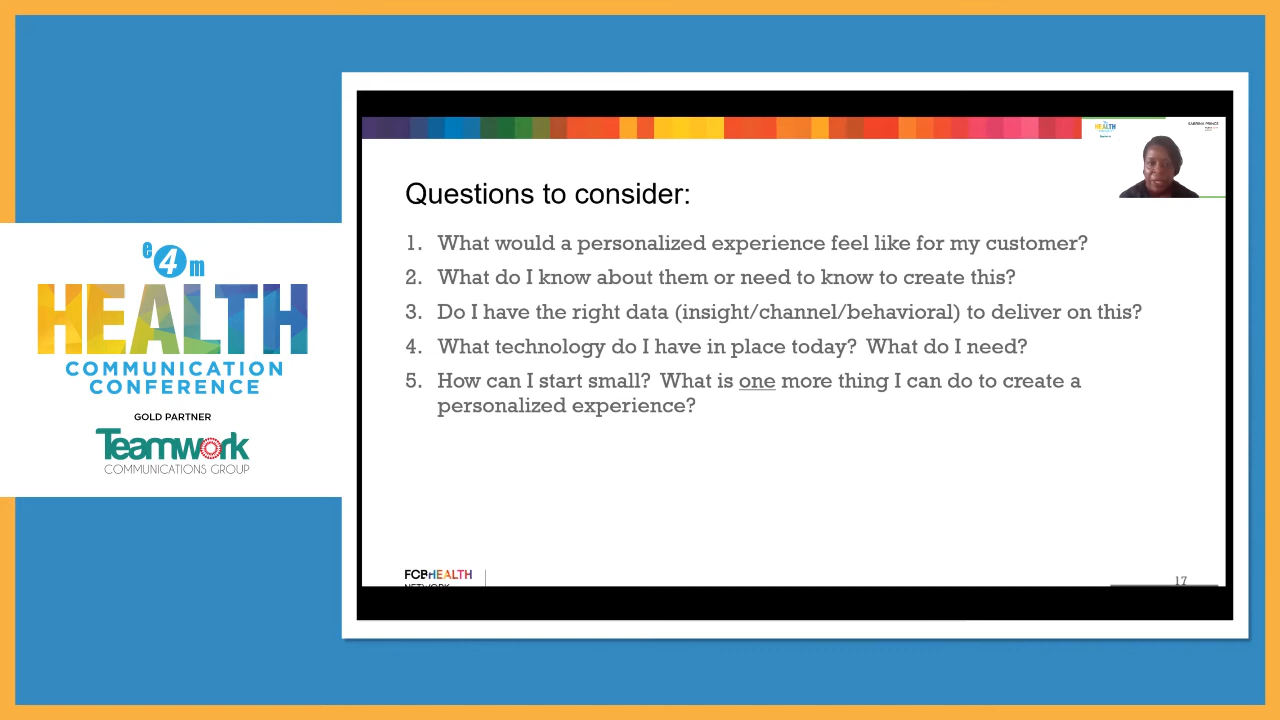 e4m
HEALTH
COMMUNICATION
CONFERENCE
GOLD PARTNER
Teamwork
COMMUNICATIONS GROUP
HEALTH
SABRINA PRINCE
Questions to consider:
1. What would a personalized experience feel like for my customer?
2. What do I know about them or need to know to create this?
3. Do I have the right data (insight/channel/behavioral) to deliver on this?
4. What technology do I have in place today? What do I need?
5. How can I start small? What is one more thing I can do to create a
personalized experience?
FCBHEALTH
NETWORK
17